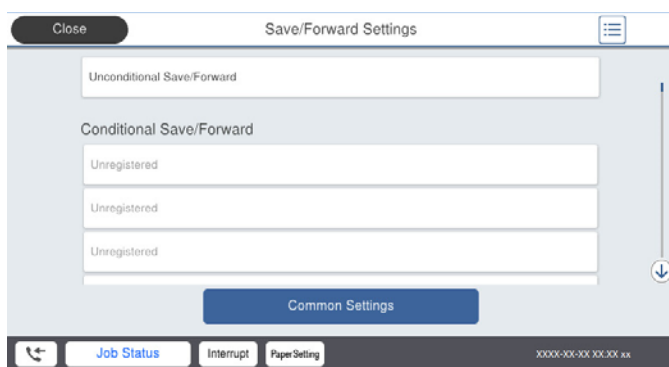 Close
Save/Forward Settings
Unconditional Save/Forward
Conditional Save/Forward
Unregistered
Unregistered
Unregistered
Common Settings
Job Status
Interrupt
Paper Setting
XXXX-XX-XX XX:XX xx